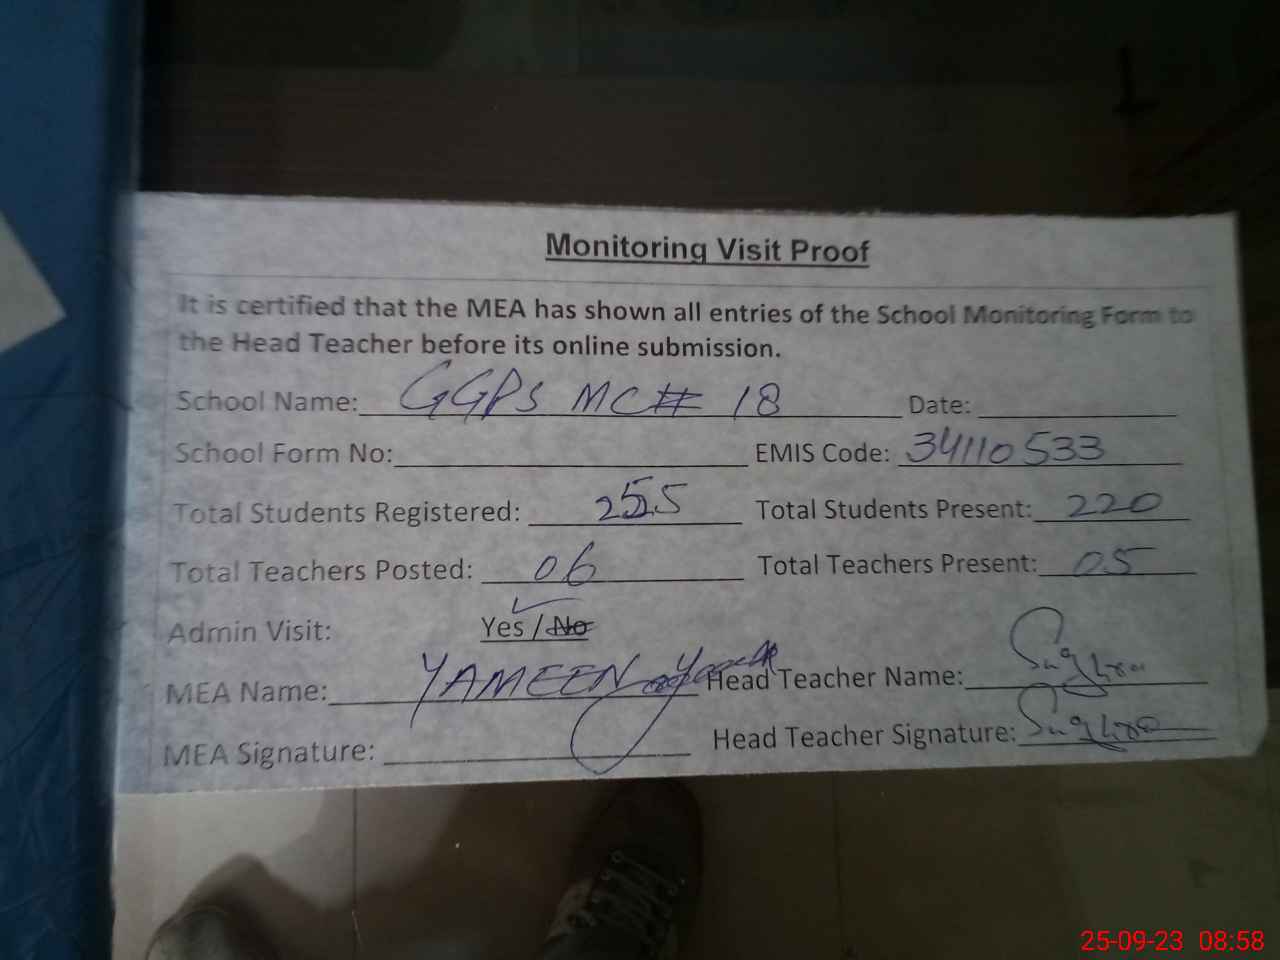 Monitoring Visit Proof
It is certified that the MEA has shown all entries of the School Monitoring Form to
the Head Teacher before its online submission.
School Name: GGPS MC# 18 Date:
School Form No: EMIS Code: 34110533
Total Students Registered: 255 Total Students Present: 220
Total Teachers Posted: 06 Total Teachers Present: 05
Admin Visit: Yes / No
MEA Name: YAMEEN Head Teacher Name:
MEA Signature: Head Teacher Signature:
25-09-23 08:58